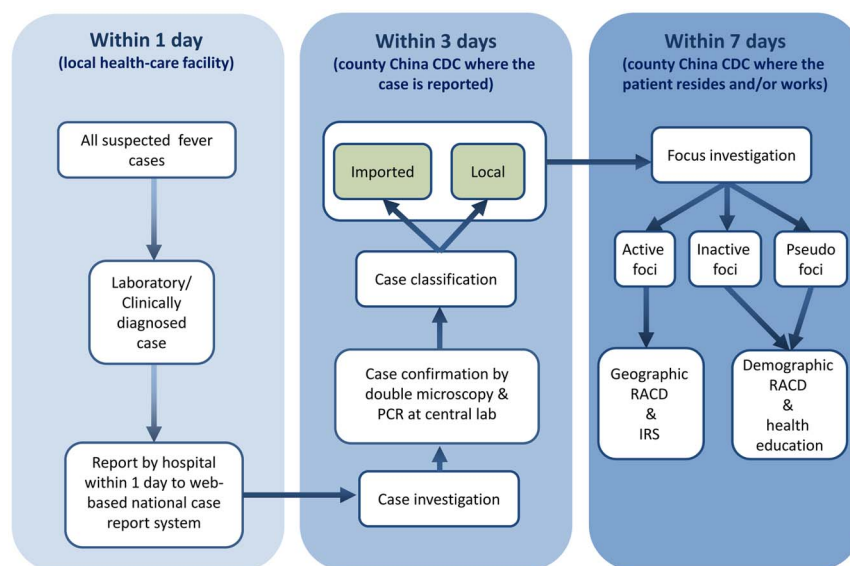 Within 1 day
(local health-care facility)
All suspected fever
cases
Laboratory/
Clinically
diagnosed
case
Report by hospital
within 1 day to web-
based national case
report system
Within 3 days
(county China CDC where the
case is reported)
Imported
Local
Case classification
Case confirmation by
double microscopy &
PCR at central lab
Case investigation
Within 7 days
(county China CDC where the
patient resides and/or works)
Focus investigation
Active
foci
Inactive
foci
Pseudo
foci
Geographic
RACD
&
IRS
Demographic
RACD
&
health
education